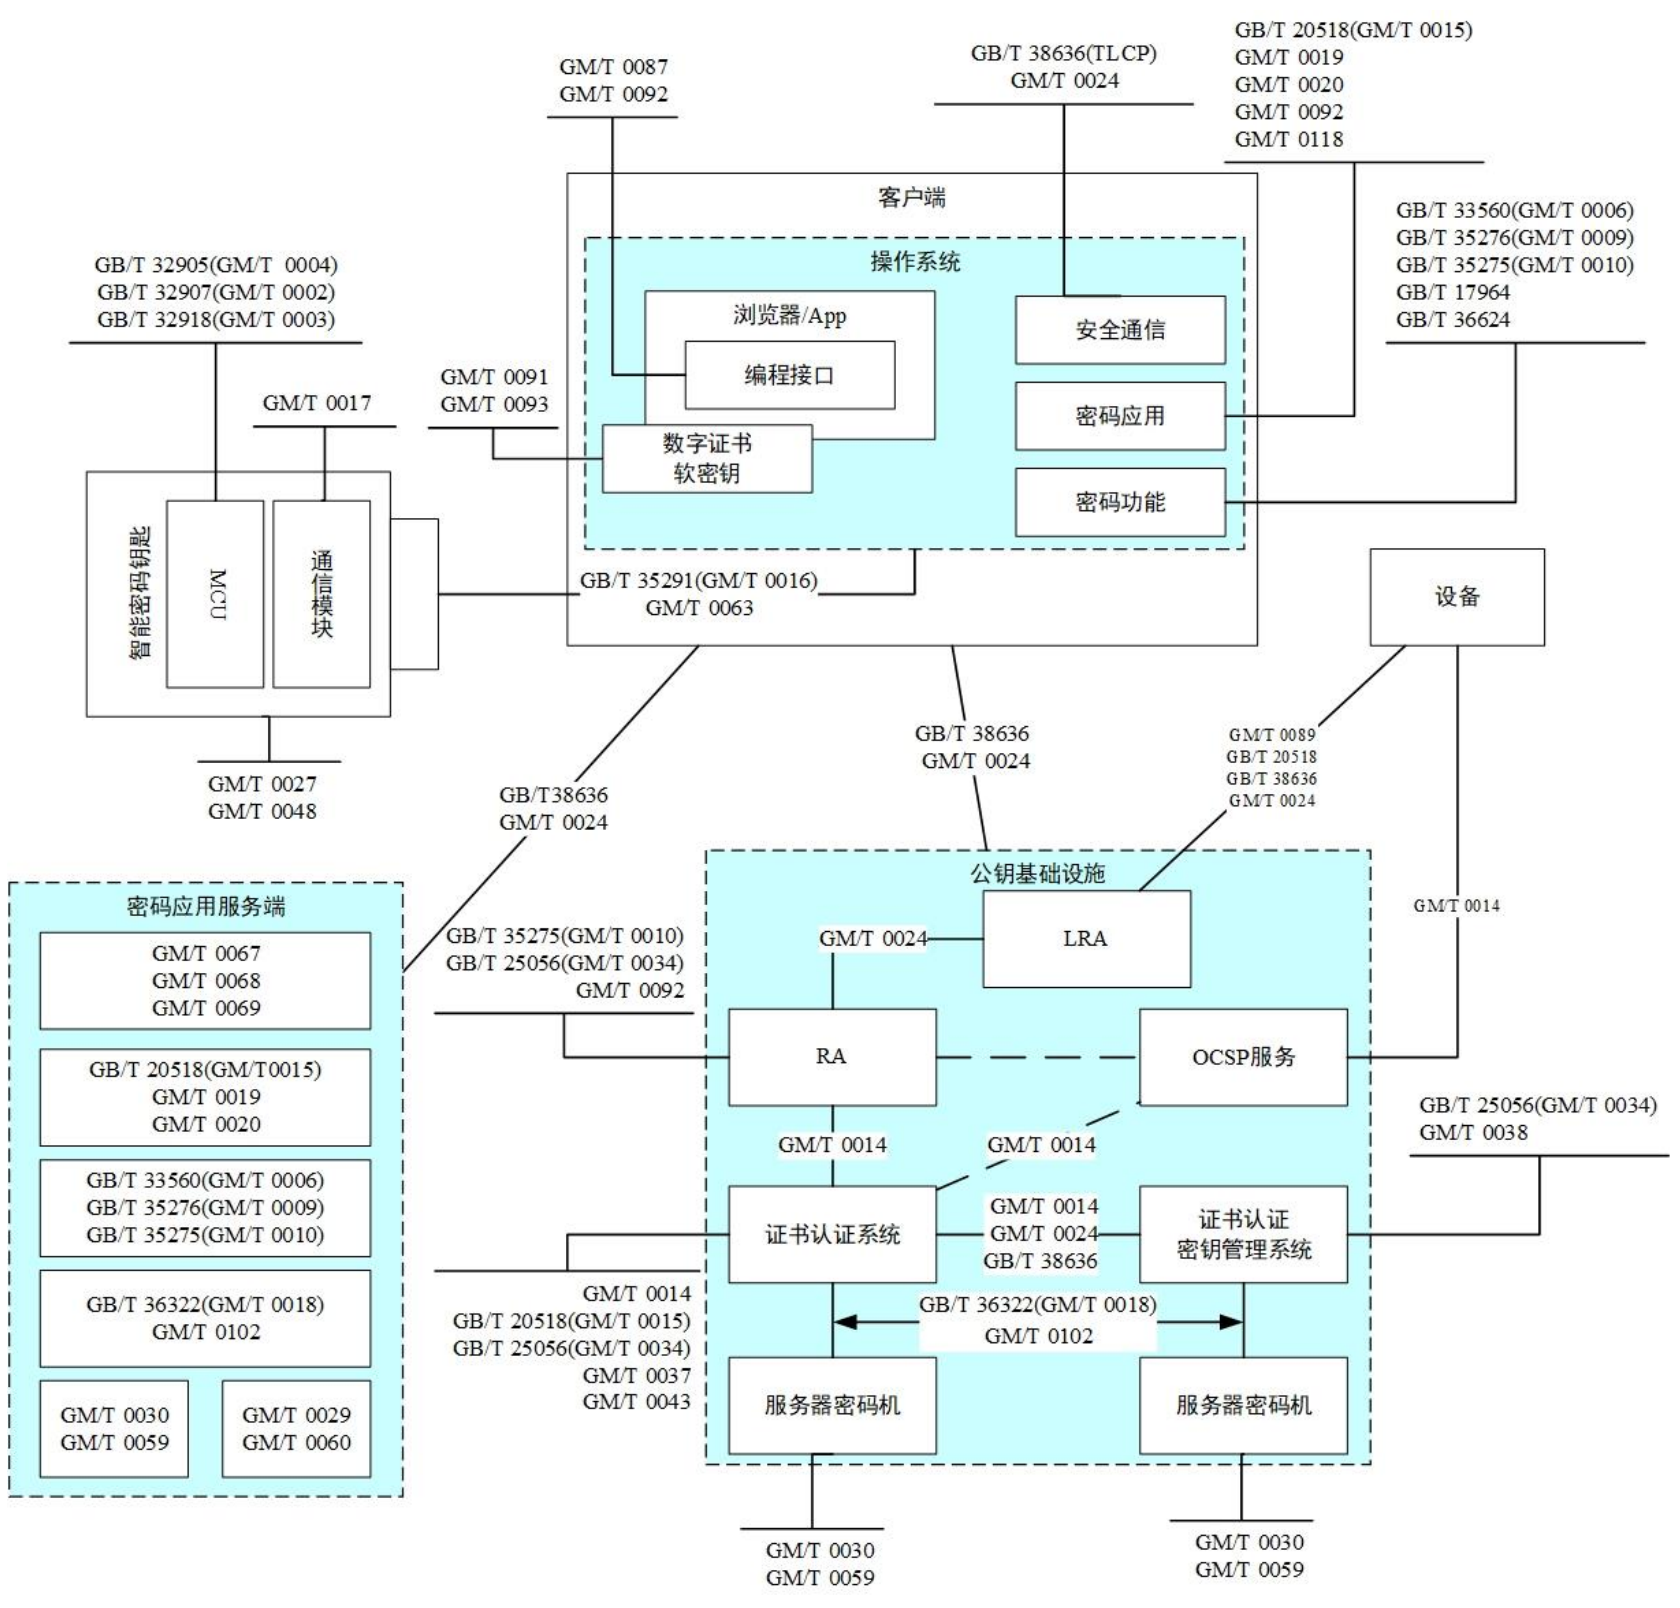 GM/T 0087
GM/T 0092
GB/T 38636(TLCP)
GM/T 0024
GB/T 20518(GM/T 0015)
GM/T 0019
GM/T 0020
GM/T 0092
GM/T 0118
GB/T 33560(GM/T 0006)
GB/T 35276(GM/T 0009)
GB/T 35275(GM/T 0010)
GB/T 17964
GB/T 36624
客户端
操作系统
浏览器/App
编程接口
数字证书
软密钥
安全通信
密码应用
密码功能
GB/T 32905(GM/T 0004)
GB/T 32907(GM/T 0002)
GB/T 32918(GM/T 0003)
GM/T 0017
GM/T 0091
GM/T 0093
智能密码钥匙
MCU
通信模块
GB/T 35291(GM/T 0016)
GM/T 0063
GM/T 0027
GM/T 0048
设备
GB/T38636
GM/T 0024
GB/T 38636
GM/T 0024
GM/T 0089
GB/T 20518
GB/T 38636
GM/T 0024
GM/T 0014
密码应用服务端
GM/T 0067
GM/T 0068
GM/T 0069
GB/T 20518(GM/T0015)
GM/T 0019
GM/T 0020
GB/T 33560(GM/T 0006)
GB/T 35276(GM/T 0009)
GB/T 35275(GM/T 0010)
GB/T 36322(GM/T 0018)
GM/T 0102
GM/T 0030
GM/T 0059
GM/T 0029
GM/T 0060
GB/T 35275(GM/T 0010)
GB/T 25056(GM/T 0034)
GM/T 0092
公钥基础设施
LRA
GM/T 0024
RA
OCSP服务
GM/T 0014
GM/T 0014
GB/T 25056(GM/T 0034)
GM/T 0038
证书认证系统
GM/T 0014
GM/T 0024
GB/T 38636
证书认证
密钥管理系统
GM/T 0014
GB/T 20518(GM/T 0015)
GB/T 25056(GM/T 0034)
GM/T 0037
GM/T 0043
GB/T 36322(GM/T 0018)
GM/T 0102
服务器密码机
服务器密码机
GM/T 0030
GM/T 0059
GM/T 0030
GM/T 0059